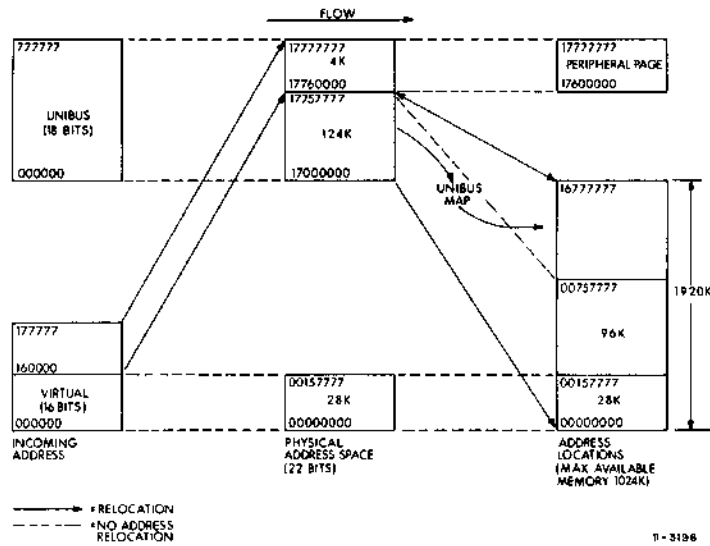 FLOW
777777
UNIBUS
(18 BITS)
000000
177777
160000
VIRTUAL
(16 BITS)
000000
INCOMING
ADDRESS
17777777
4K
17760000
17757777
124K
17000000
UNIBUS
MAP
00157777
28K
00000000
PHYSICAL
ADDRESS SPACE
(22 BITS)
17777777
PERIPHERAL PAGE
17600000
16777777
00757777
96K
00157777
28K
00000000
1920K
ADDRESS
LOCATIONS
(MAX AVAILABLE
MEMORY 1024K)
=RELOCATION
=NO ADDRESS
RELOCATION
11-3196